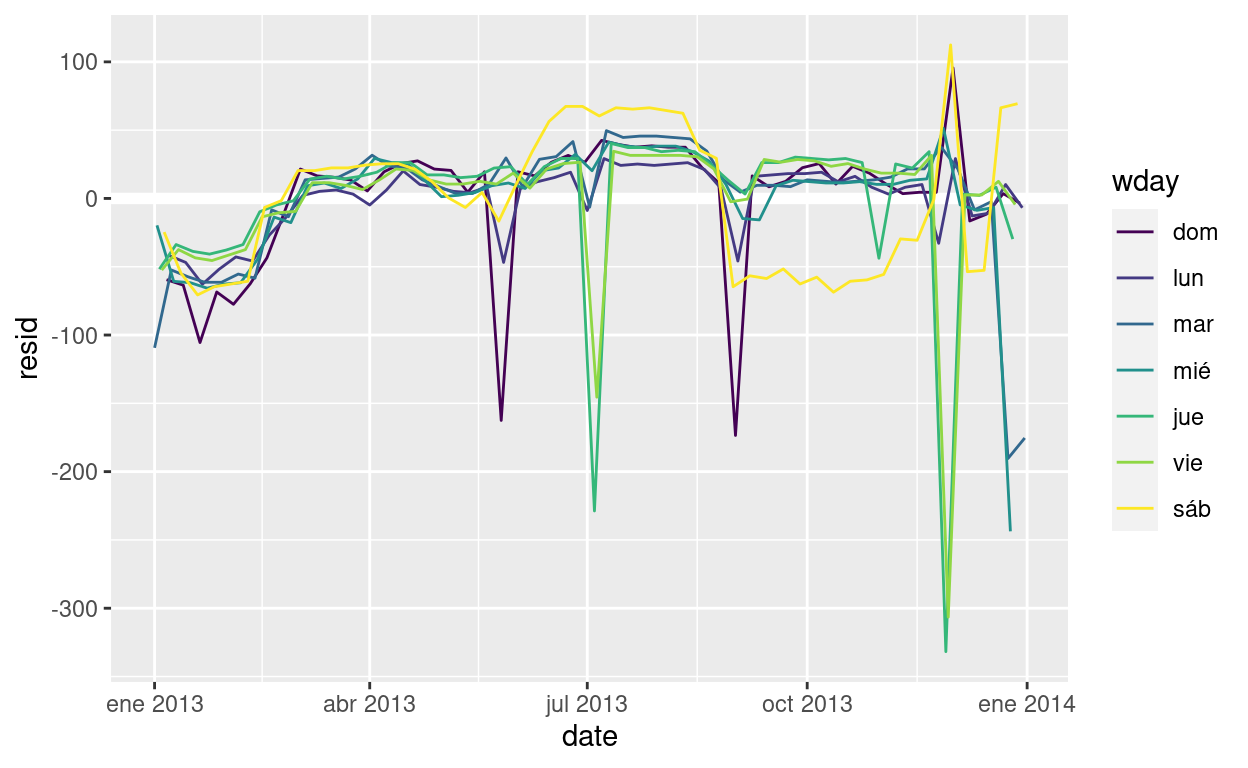 100
0
-100
-200
-300
resid
ene 2013
abr 2013
jul 2013
oct 2013
ene 2014
date
wday
dom
lun
mar
mié
jue
vie
sáb